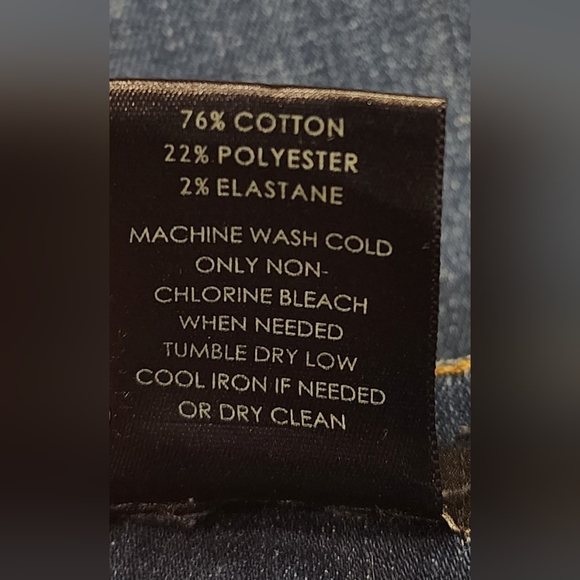 76% COTTON
22% POLYESTER
2% ELASTANE
MACHINE WASH COLD
ONLY NON-
CHLORINE BLEACH
WHEN NEEDED
TUMBLE DRY LOW
COOL IRON IF NEEDED
OR DRY CLEAN